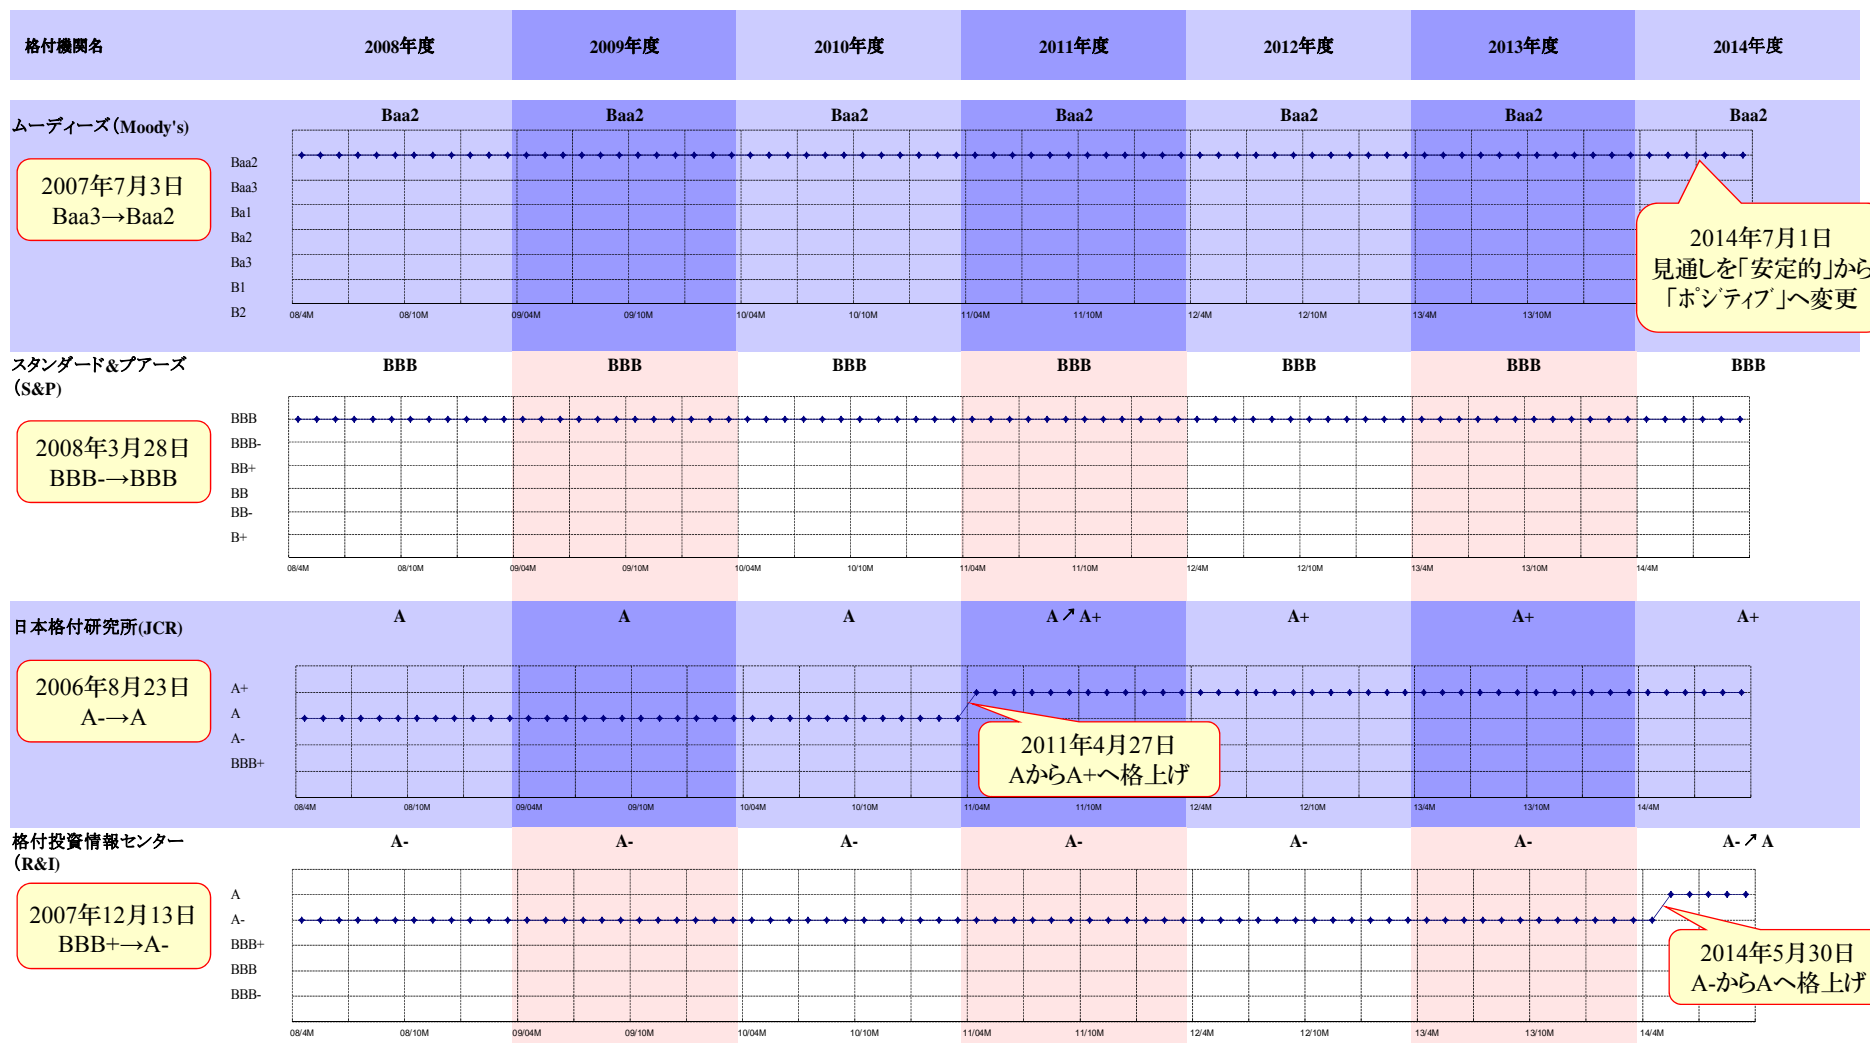 格付機関名 2008年度 2009年度 2010年度 2011年度 2012年度 2013年度 2014年度
ムーディーズ(Moody's)
Baa2 Baa2 Baa2 Baa2 Baa2 Baa2 Baa2
2007年7月3日
Baa3→Baa2
Baa2
Baa3
Ba1
Ba2
Ba3
B1
B2
08/4M 08/10M 09/04M 09/10M 10/04M 10/10M 11/04M 11/10M 12/4M 12/10M 13/4M 13/10M
2014年7月1日
見通しを「安定的」から
「ポジティブ」へ変更
スタンダード&プアーズ
(S&P)
BBB BBB BBB BBB BBB BBB BBB
2008年3月28日
BBB-→BBB
BBB
BBB-
BB+
BB
BB-
B+
08/4M 08/10M 09/04M 09/10M 10/04M 10/10M 11/04M 11/10M 12/4M 12/10M 13/4M 13/10M 14/4M
日本格付研究所(JCR)
A A A A↗A+ A+ A+ A+
2006年8月23日
A-→A
A+
A
A-
BBB+
2011年4月27日
AからA+へ格上げ
08/4M 08/10M 09/04M 09/10M 10/04M 10/10M 11/04M 11/10M 12/4M 12/10M 13/4M 13/10M 14/4M
格付投資情報センター
(R&I)
A- A- A- A- A- A- A-↗A
2007年12月13日
BBB+→A-
A
A-
BBB+
BBB
BBB-
2014年5月30日
A-からAへ格上げ
08/4M 08/10M 09/04M 09/10M 10/04M 10/10M 11/04M 11/10M 12/4M 12/10M 13/4M 13/10M 14/4M